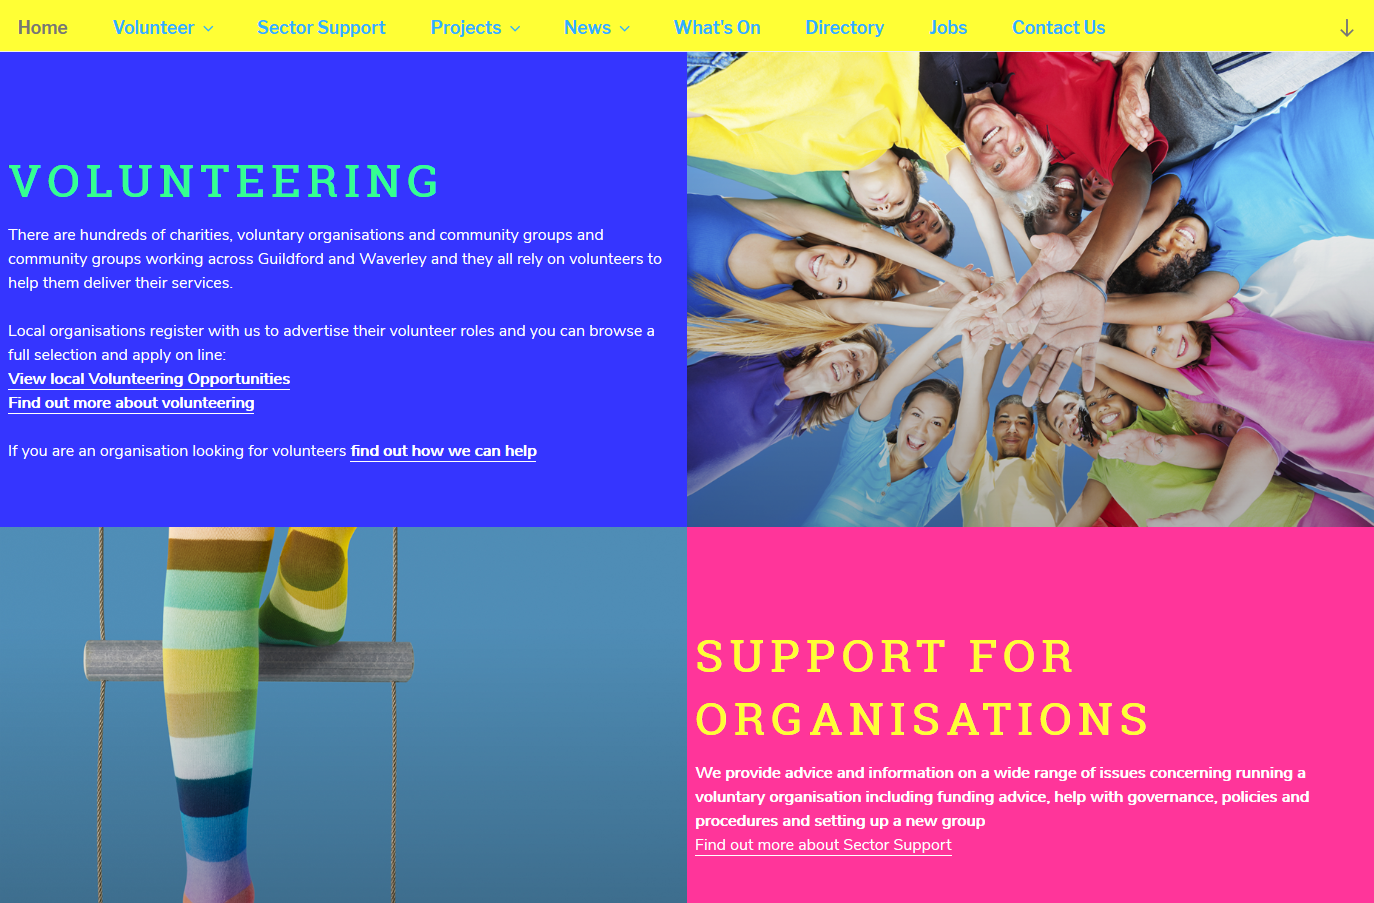 Home Volunteer Sector Support Projects News What's On Directory Jobs Contact Us
VOLUNTEERING
There are hundreds of charities, voluntary organisations and community groups and
community groups working across Guildford and Waverley and they all rely on volunteers to
help them deliver their services.
Local organisations register with us to advertise their volunteer roles and you can browse a
full selection and apply on line:
View local Volunteering Opportunities
Find out more about volunteering
If you are an organisation looking for volunteers find out how we can help
SUPPORT FOR
ORGANISATIONS
We provide advice and information on a wide range of issues concerning running a
voluntary organisation including funding advice, help with governance, policies and
procedures and setting up a new group
Find out more about Sector Support